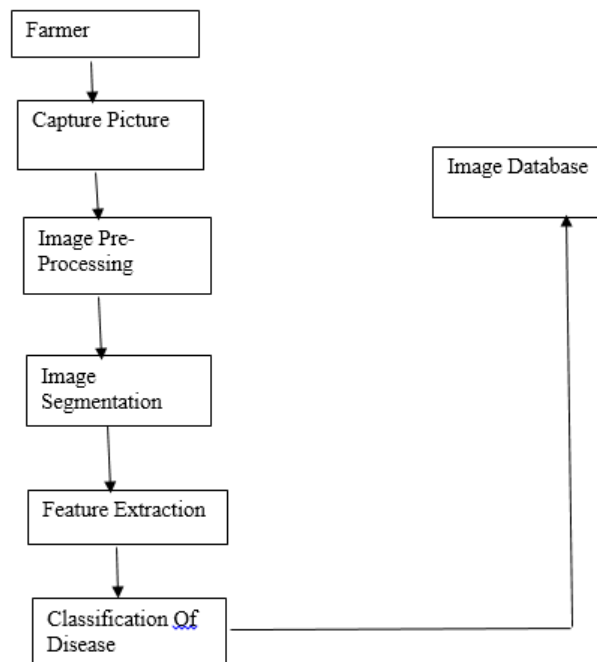 Farmer
Capture Picture
Image Database
Image Pre-
Processing
Image
Segmentation
Feature Extraction
Classification Of
Disease